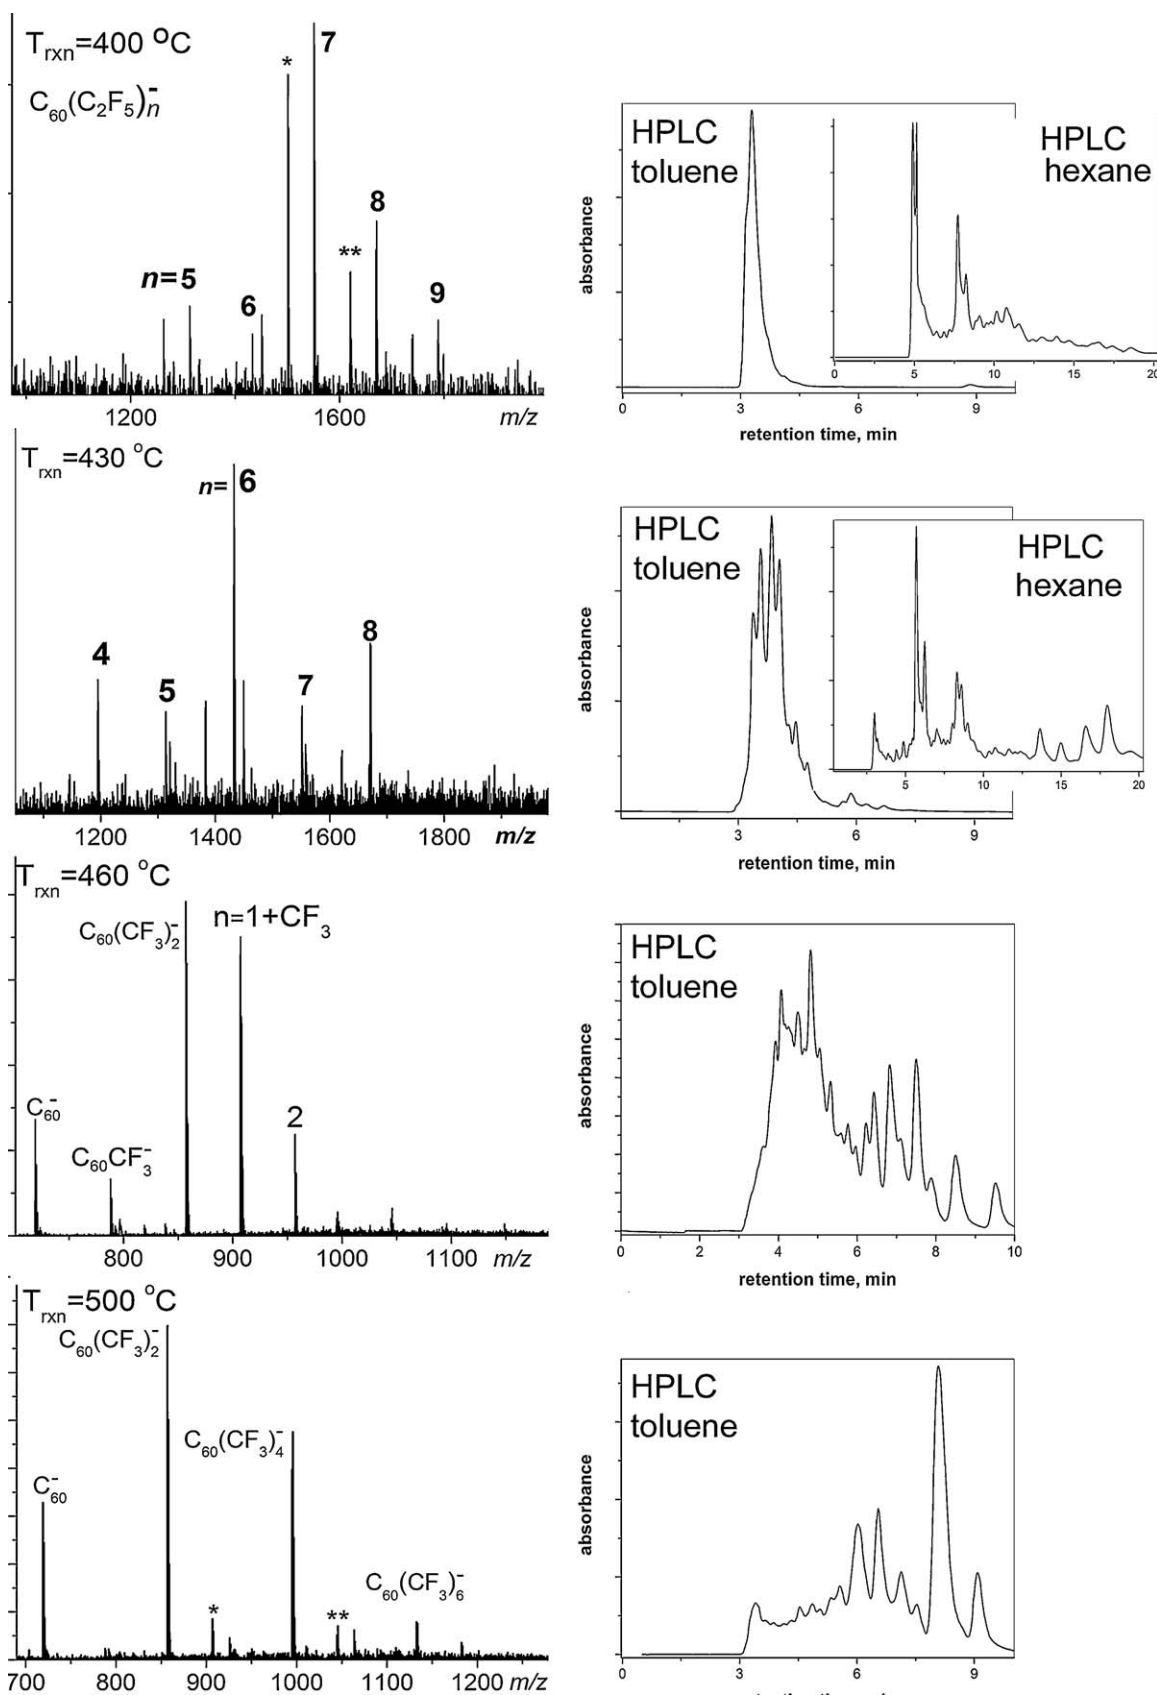 Trxn=400 °C
C60(C2F5)n-
*
7
8
**
n=5
6
9
1200 1600 m/z
HPLC
toluene
HPLC
hexane
absorbance
0 5 10 15 20
0 3 6 9
retention time, min
Trxn=430 °C
n= 6
4
5
7
8
1200 1400 1600 1800 m/z
HPLC
toluene
HPLC
hexane
absorbance
5 10 15 20
3 6 9
retention time, min
Trxn=460 °C
C60(CF3)2-
n=1+CF3
C60-
C60CF3-
2
800 900 1000 1100 m/z
HPLC
toluene
absorbance
0 2 4 6 8 10
retention time, min
Trxn=500 °C
C60(CF3)2-
C60(CF3)4-
C60-
C60(CF3)6-
*
**
700 800 900 1000 1100 1200 m/z
HPLC
toluene
absorbance
0 3 6 9